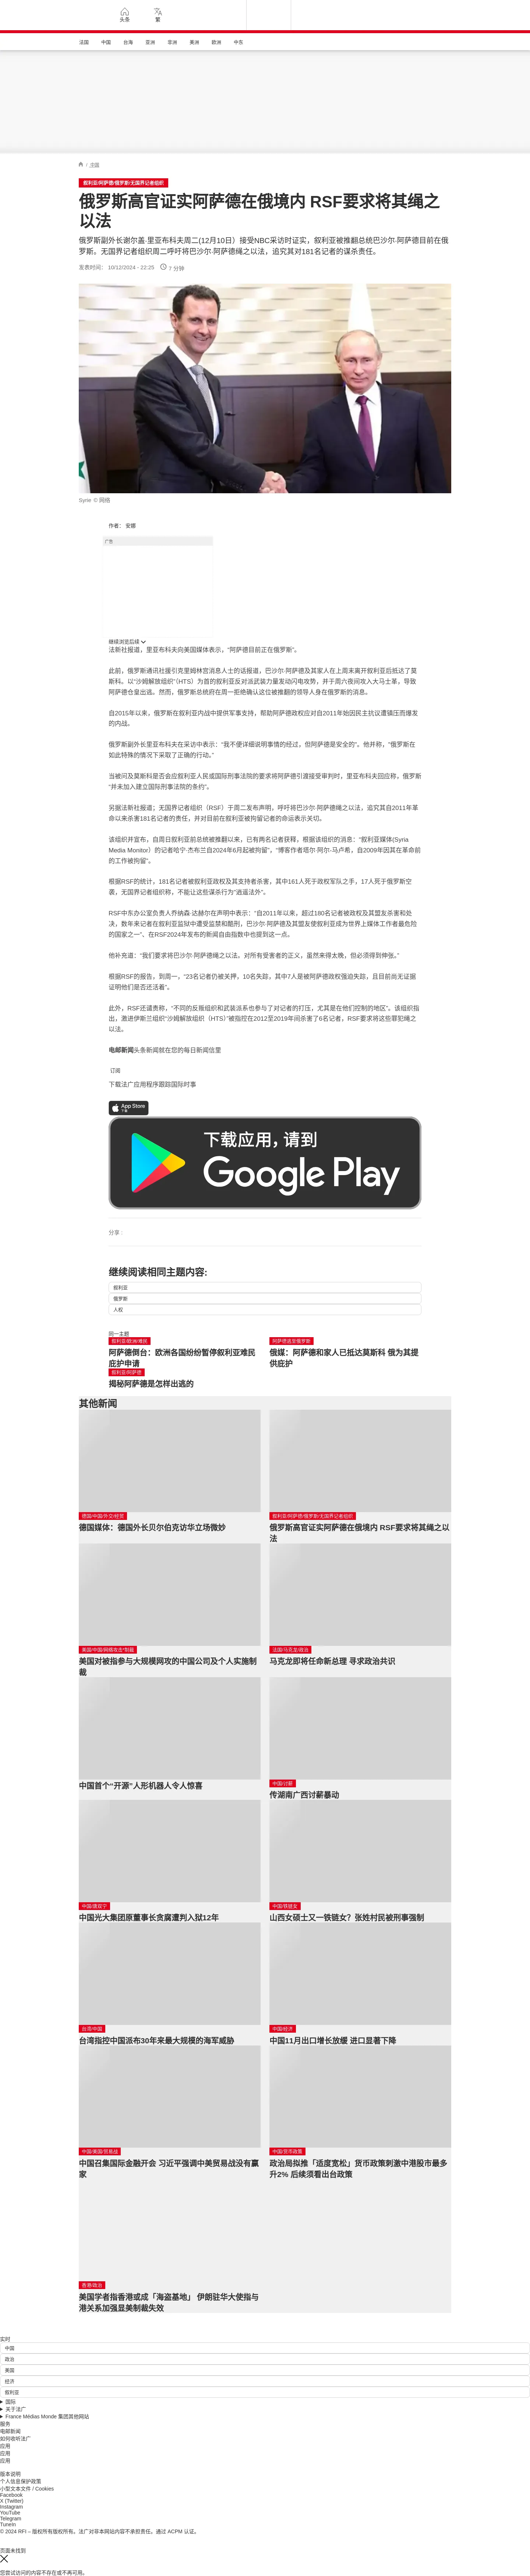 头条
繁
法国
中国
台海
亚洲
非洲
美洲
欧洲
中东
/ 中国
叙利亚/阿萨德/俄罗斯/无国界记者组织
俄罗斯高官证实阿萨德在俄境内 RSF要求将其绳之
以法
俄罗斯副外长谢尔盖·里亚布科夫周二(12月10日）接受NBC采访时证实，叙利亚被推翻总统巴沙尔·阿萨德目前在俄
罗斯，无国界记者组织周二呼吁将巴沙尔·阿萨德绳之以法，追究其对181名记者的谋杀责任。
发表时间： 10/12/2024 - 22:25
7 分钟
Syrie © 网络
作者： 安娜
广告
继续浏览后续
法新社报道，里亚布科夫向美国媒体表示，“阿萨德目前正在俄罗斯”。
此前，俄罗斯通讯社援引克里姆林宫消息人士的话报道，巴沙尔·阿萨德及其家人在上周末离开叙利亚后抵达了莫
斯科。以“沙姆解放组织”（HTS）为首的叙利亚反对派武装力量发动闪电攻势，并于周六夜间攻入大马士革，导致
阿萨德仓皇出逃。然而，俄罗斯总统府在周一拒绝确认这位被推翻的领导人身在俄罗斯的消息。
自2015年以来，俄罗斯在叙利亚内战中提供军事支持，帮助阿萨德政权应对自2011年始因民主抗议遭镇压而爆发
的内战。
俄罗斯副外长里亚布科夫在采访中表示：“我不便详细说明事情的经过，但阿萨德是安全的”。他并称，“俄罗斯在
如此特殊的情况下采取了正确的行动。”
当被问及莫斯科是否会应叙利亚人民或国际刑事法院的要求将阿萨德引渡接受审判时，里亚布科夫回应称，俄罗斯
“并未加入建立国际刑事法院的条约”。
另据法新社报道；无国界记者组织（RSF）于周二发布声明，呼吁将巴沙尔·阿萨德绳之以法，追究其自2011年革
命以来杀害181名记者的责任，并对目前在叙利亚被拘留记者的命运表示关切。
该组织并宣布，自周日叙利亚前总统被推翻以来，已有两名记者获释。根据该组织的消息：“叙利亚媒体(Syria
Media Monitor）的记者哈宁·杰布兰自2024年6月起被拘留”，“博客作者塔尔·阿尔-马卢希，自2009年因其在革命前
的工作被拘留”。
根据RSF的统计，181名记者被叙利亚政权及其支持者杀害，其中161人死于政权军队之手，17人死于俄罗斯空
袭，无国界记者组织称，不能让这些谋杀行为“逍遥法外”。
RSF中东办公室负责人乔纳森·达赫尔在声明中表示：“自2011年以来，超过180名记者被政权及其盟友杀害和处
决，数年来记者在叙利亚监狱中遭受监禁和酷刑，巴沙尔·阿萨德及其盟友使叙利亚成为世界上媒体工作者最危险
的国家之一”、在RSF2024年发布的新闻自由指数中也提到这一点。
他补充道：“我们要求将巴沙尔·阿萨德绳之以法。对所有受害者的正义，虽然来得太晚，但必须得到伸张。”
根据RSF的报告，到周一，“23名记者仍被关押，10名失踪，其中7人是被阿萨德政权强迫失踪，且目前尚无证据
证明他们是否还活着”。
此外，RSF还谴责称，“不同的反叛组织和武装派系也参与了对记者的打压，尤其是在他们控制的地区”。该组织指
出，激进伊斯兰组织“沙姆解放组织（HTS）”被指控在2012至2019年间杀害了6名记者，RSF要求将这些罪犯绳之
以法。
电邮新闻头条新闻就在您的每日新闻信里
订阅
下载法广应用程序跟踪国际时事
App Store
下载
下载应用，请到
Google Play
分享 :
继续阅读相同主题内容:
叙利亚
俄罗斯
人权
同一主题
叙利亚/欧洲/难民
阿萨德倒台：欧洲各国纷纷暂停叙利亚难民
庇护申请
阿萨德逃至俄罗斯
俄媒：阿萨德和家人已抵达莫斯科 俄为其提
供庇护
叙利亚/阿萨德
揭秘阿萨德是怎样出逃的
其他新闻
德国/中国/外交/经贸
德国媒体：德国外长贝尔伯克访华立场微妙
叙利亚/阿萨德/俄罗斯/无国界记者组织
俄罗斯高官证实阿萨德在俄境内 RSF要求将其绳之以
法
美国/中国/网络攻击*制裁
美国对被指参与大规模网攻的中国公司及个人实施制
裁
法国/马克龙/政治
马克龙即将任命新总理 寻求政治共识
中国首个“开源”人形机器人令人惊喜
中国/讨薪
传湖南广西讨薪暴动
中国/唐双宁
中国光大集团原董事长贪腐遭判入狱12年
中国/铁链女
山西女硕士又一铁链女？张姓村民被刑事强制
台湾/中国
台湾指控中国派布30年来最大规模的海军威胁
中国/经济
中国11月出口增长放缓 进口显著下降
中国/美国/贸易战
中国召集国际金融开会 习近平强调中美贸易战没有赢
家
中国/货币政策
政治局拟推「适度宽松」货币政策刺激中港股市最多
升2% 后续须看出台政策
香港/政治
美国学者指香港或成「海盗基地」 伊朗驻华大使指与
港关系加强显美制裁失效
实时
中国
政治
美国
经济
叙利亚
国际
关于法广
France Médias Monde 集团其他网站
服务
电邮新闻
如何收听法广
应用
应用
应用
版本说明
个人信息保护政策
小型文本文件 / Cookies
Facebook
X (Twitter)
Instagram
YouTube
Telegram
TuneIn
© 2024 RFI – 版权所有版权所有。法广对非本网站内容不承担责任。通过 ACPM 认证。
页面未找到
您尝试访问的内容不存在或不再可用。